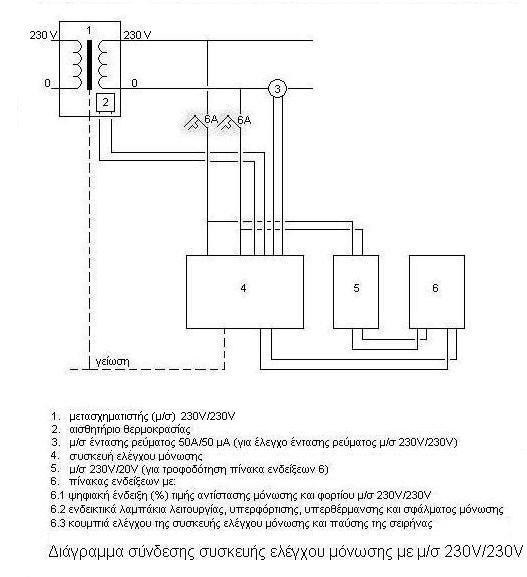 1
230 V
230 V
0
0
2
3
6A
6A
4
5
6
γείωση
1. μετασχηματιστής (μ/σ) 230V/230V
2. αισθητήριο θερμοκρασίας
3. μ/σ έντασης ρεύματος 50A/50 μA (για έλεγχο έντασης ρεύματος μ/σ 230V/230V)
4. συσκευή ελέγχου μόνωσης
5. μ/σ 230V/20V (για τροφοδότηση πίνακα ενδείξεων 6)
6. πίνακας ενδείξεων με:
6.1 ψηφιακή ένδειξη (%) τιμής αντίστασης μόνωσης και φορτίου μ/σ 230V/230V
6.2 ενδεικτικά λαμπάκια λειτουργίας, υπερφόρτισης, υπερθέρμανσης και σφάλματος μόνωσης
6.3 κουμπιά ελέγχου της συσκευής ελέγχου μόνωσης και παύσης της σειρήνας
Διάγραμμα σύνδεσης συσκευής ελέγχου μόνωσης με μ/σ 230V/230V